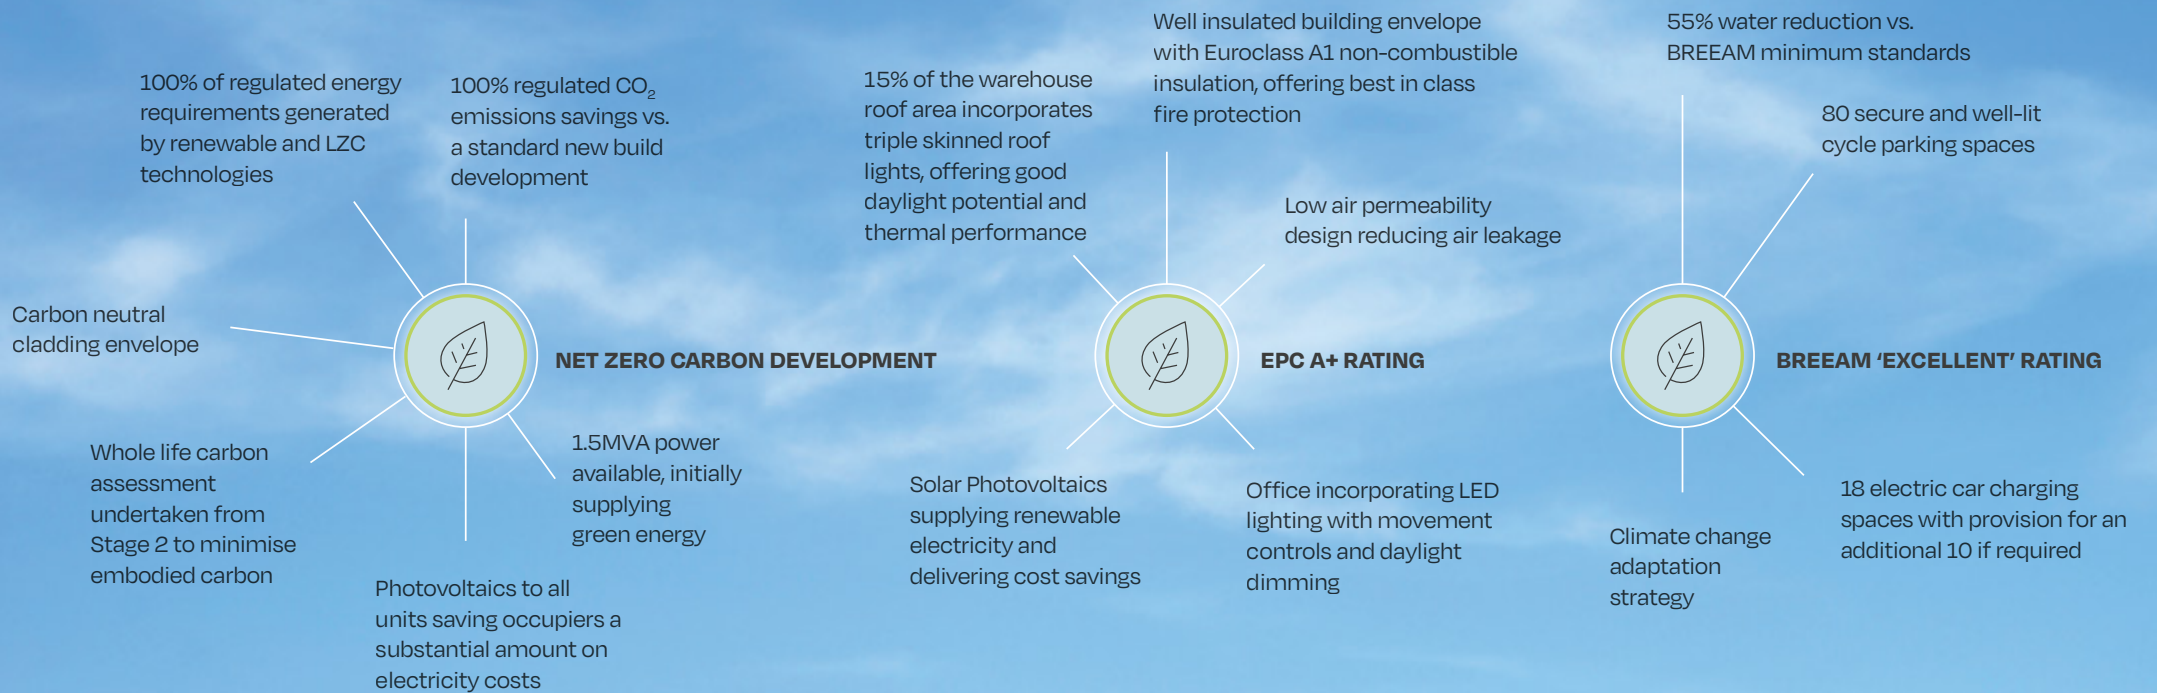 100% of regulated energy
requirements generated
by renewable and LZC
technologies
100% regulated CO₂
emissions savings vs.
a standard new build
development
Carbon neutral
cladding envelope
NET ZERO CARBON DEVELOPMENT
Whole life carbon
assessment
undertaken from
Stage 2 to minimise
embodied carbon
1.5MVA power
available, initially
supplying
green energy
Photovoltaics to all
units saving occupiers a
substantial amount on
electricity costs
15% of the warehouse
roof area incorporates
triple skinned roof
lights, offering good
daylight potential and
thermal performance
Well insulated building envelope
with Euroclass A1 non-combustible
insulation, offering best in class
fire protection
Low air permeability
design reducing air leakage
EPC A+ RATING
Solar Photovoltaics
supplying renewable
electricity and
delivering cost savings
Office incorporating LED
lighting with movement
controls and daylight
dimming
55% water reduction vs.
BREEAM minimum standards
80 secure and well-lit
cycle parking spaces
BREEAM ‘EXCELLENT’ RATING
Climate change
adaptation
strategy
18 electric car charging
spaces with provision for an
additional 10 if required